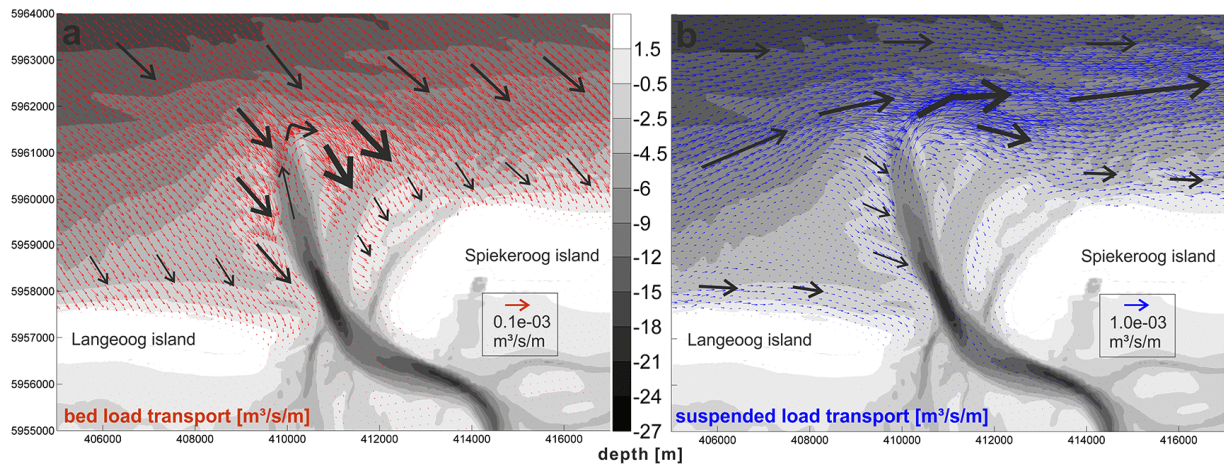 a
b
5964000
5963000
5962000
5961000
5960000
5959000
5958000
5957000
5956000
5955000
Spiekeroog island
Langeoog island
0.1e-03
m³/s/m
bed load transport [m³/s/m]
406000 408000 410000 412000 414000 416000
1.5
-0.5
-2.5
-4.5
-6
-9
-12
-15
-18
-21
-24
-27
depth [m]
Spiekeroog island
Langeoog island
1.0e-03
m³/s/m
suspended load transport [m³/s/m]
406000 408000 410000 412000 414000 416000